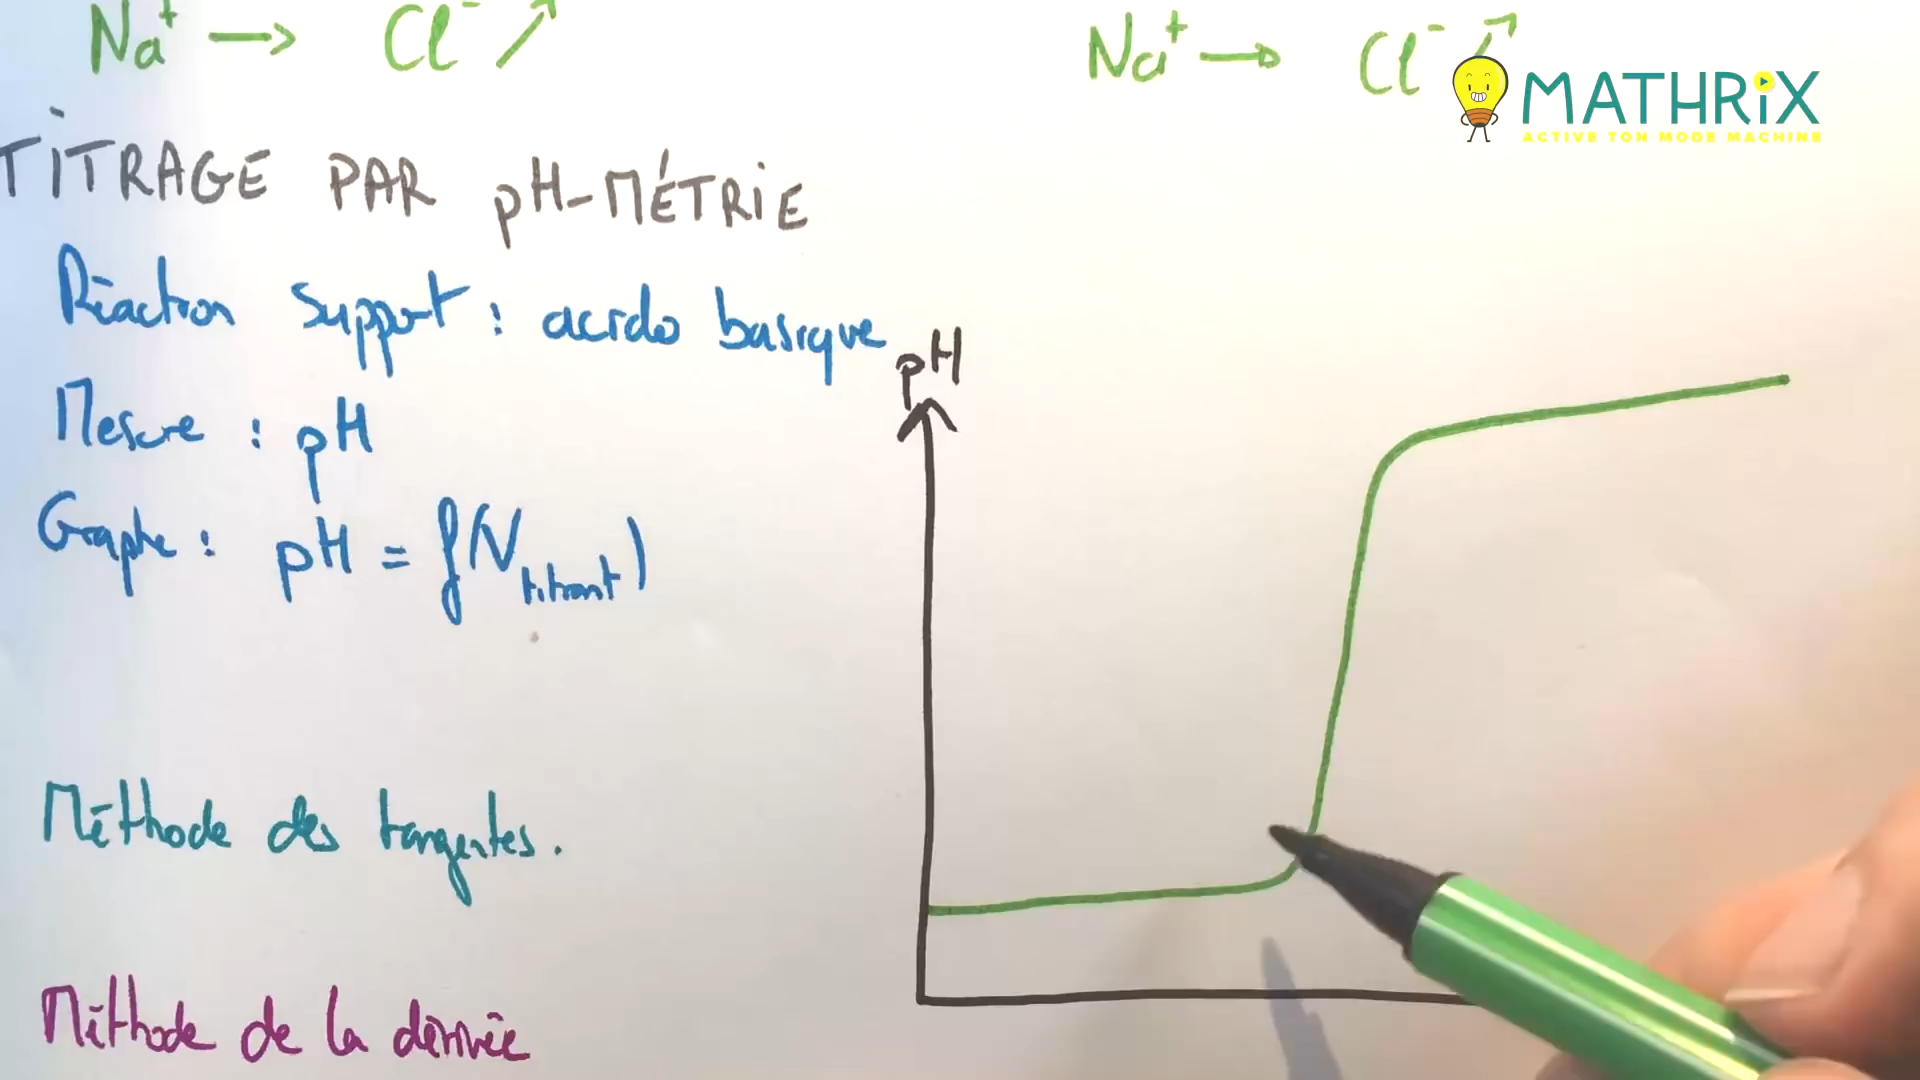 Na⁺ → Cl⁻ ↗
Na⁺ → Cl⁻ ↗
MATHRiX
ACTIVE TON MODE MACHINE
TiTRAGE PAR pH-MÉTRiE
Réaction support : acido basique
Mesure : pH
Graphe : pH = f(V titrant)
pH
Méthode des tangentes.
Méthode de la dérivée